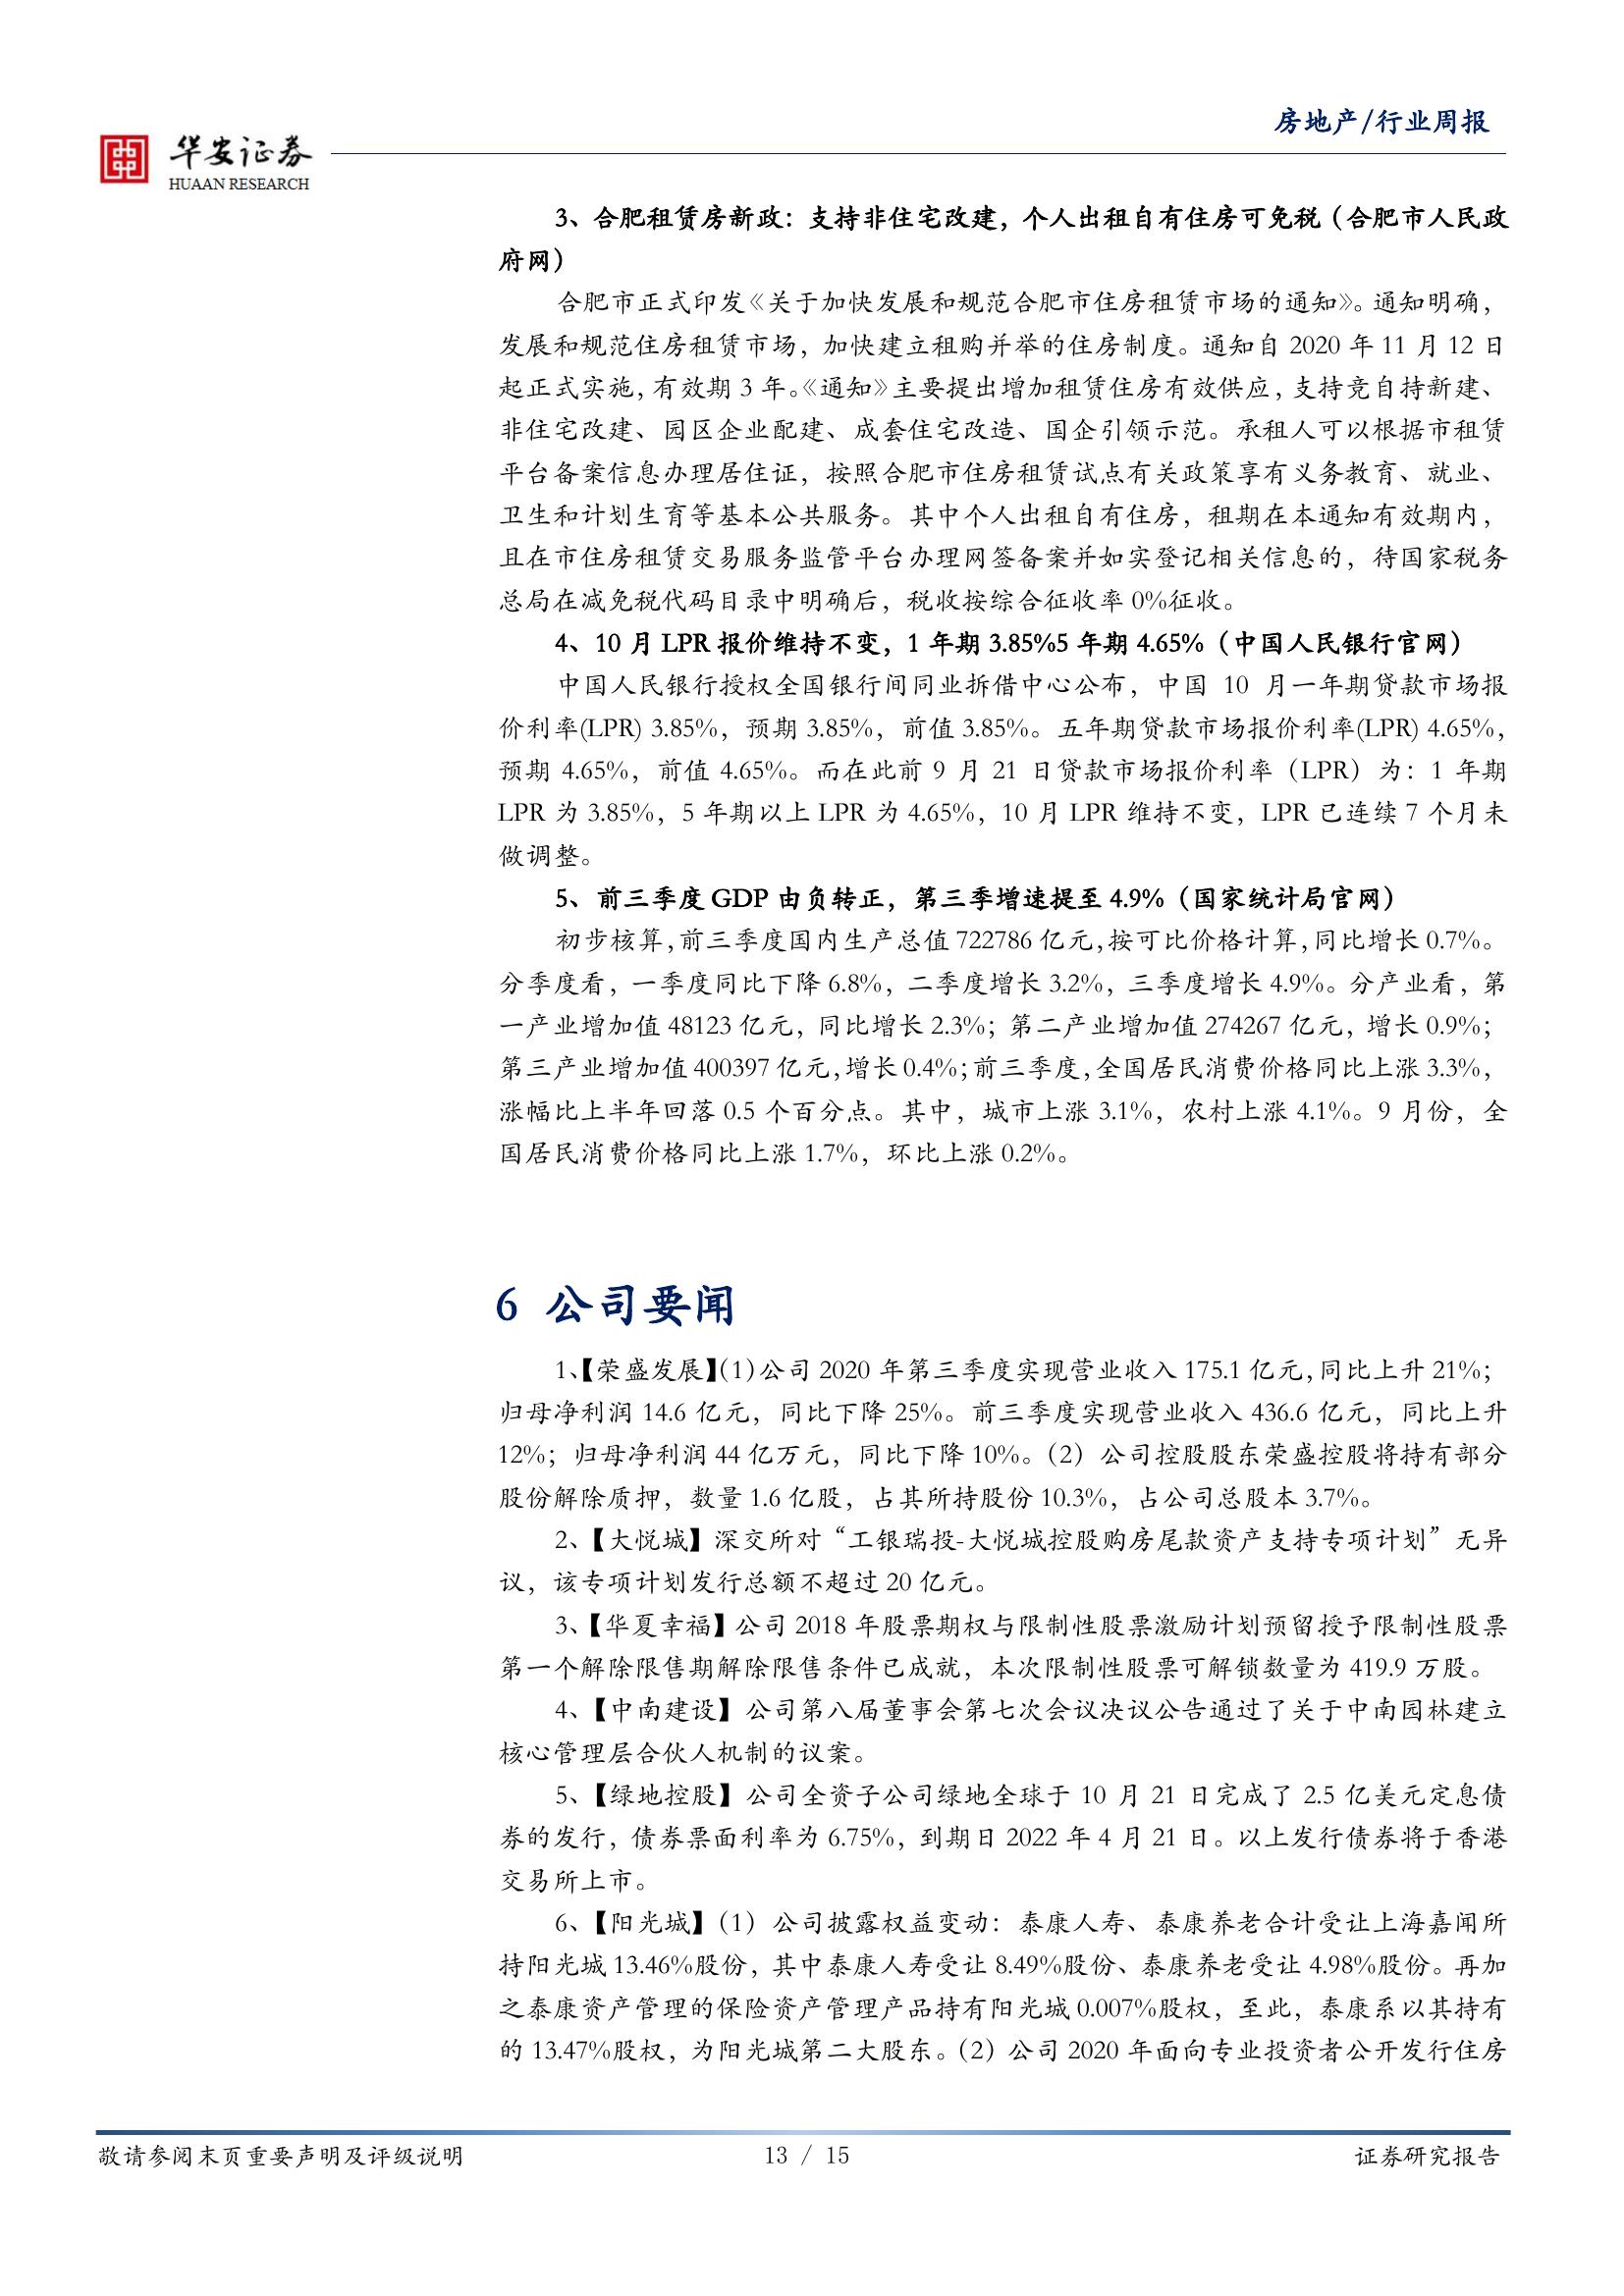 房地产/行业周报
华安证券
HUAAN RESEARCH
3、合肥租赁房新政：支持非住宅改建，个人出租自有住房可免税（合肥市人民政
府网）
合肥市正式印发《关于加快发展和规范合肥市住房租赁市场的通知》。通知明确，
发展和规范住房租赁市场，加快建立租购并举的住房制度。通知自 2020 年 11 月 12 日
起正式实施，有效期 3 年。《通知》主要提出增加租赁住房有效供应，支持竞自持新建、
非住宅改建、园区企业配建、成套住宅改造、国企引领示范。承租人可以根据市租赁
平台备案信息办理居住证，按照合肥市住房租赁试点有关政策享有义务教育、就业、
卫生和计划生育等基本公共服务。其中个人出租自有住房，租期在本通知有效期内，
且在市住房租赁交易服务监管平台办理网签备案并如实登记相关信息的，待国家税务
总局在减免税代码目录中明确后，税收按综合征收率 0%征收。
4、10 月 LPR 报价维持不变，1 年期 3.85%5 年期 4.65%（中国人民银行官网）
中国人民银行授权全国银行间同业拆借中心公布，中国 10 月一年期贷款市场报
价利率(LPR) 3.85%，预期 3.85%，前值 3.85%。五年期贷款市场报价利率(LPR) 4.65%，
预期 4.65%，前值 4.65%。而在此前 9 月 21 日贷款市场报价利率（LPR）为：1 年期
LPR 为 3.85%，5 年期以上 LPR 为 4.65%，10 月 LPR 维持不变，LPR 已连续 7 个月未
做调整。
5、前三季度 GDP 由负转正，第三季增速提至 4.9%（国家统计局官网）
初步核算，前三季度国内生产总值 722786 亿元，按可比价格计算，同比增长 0.7%。
分季度看，一季度同比下降 6.8%，二季度增长 3.2%，三季度增长 4.9%。分产业看，第
一产业增加值 48123 亿元，同比增长 2.3%；第二产业增加值 274267 亿元，增长 0.9%；
第三产业增加值 400397 亿元，增长 0.4%；前三季度，全国居民消费价格同比上涨 3.3%，
涨幅比上半年回落 0.5 个百分点。其中，城市上涨 3.1%，农村上涨 4.1%。9 月份，全
国居民消费价格同比上涨 1.7%，环比上涨 0.2%。
6 公司要闻
1、【荣盛发展】（1）公司 2020 年第三季度实现营业收入 175.1 亿元，同比上升 21%；
归母净利润 14.6 亿元，同比下降 25%。前三季度实现营业收入 436.6 亿元，同比上升
12%；归母净利润 44 亿万元，同比下降 10%。（2）公司控股股东荣盛控股将持有部分
股份解除质押，数量 1.6 亿股，占其所持股份 10.3%，占公司总股本 3.7%。
2、【大悦城】深交所对“工银瑞投-大悦城控股购房尾款资产支持专项计划”无异
议，该专项计划发行总额不超过 20 亿元。
3、【华夏幸福】公司 2018 年股票期权与限制性股票激励计划预留授予限制性股票
第一个解除限售期解除限售条件已成就，本次限制性股票可解锁数量为 419.9 万股。
4、【中南建设】公司第八届董事会第七次会议决议公告通过了关于中南园林建立
核心管理层合伙人机制的议案。
5、【绿地控股】公司全资子公司绿地全球于 10 月 21 日完成了 2.5 亿美元定息债
券的发行，债券票面利率为 6.75%，到期日 2022 年 4 月 21 日。以上发行债券将于香港
交易所上市。
6、【阳光城】（1）公司披露权益变动：泰康人寿、泰康养老合计受让上海嘉闻所
持阳光城 13.46%股份，其中泰康人寿受让 8.49%股份、泰康养老受让 4.98%股份。再加
之泰康资产管理的保险资产管理产品持有阳光城 0.007%股权，至此，泰康系以其持有
的 13.47%股权，为阳光城第二大股东。（2）公司 2020 年面向专业投资者公开发行住房
敬请参阅末页重要声明及评级说明
13 / 15
证券研究报告